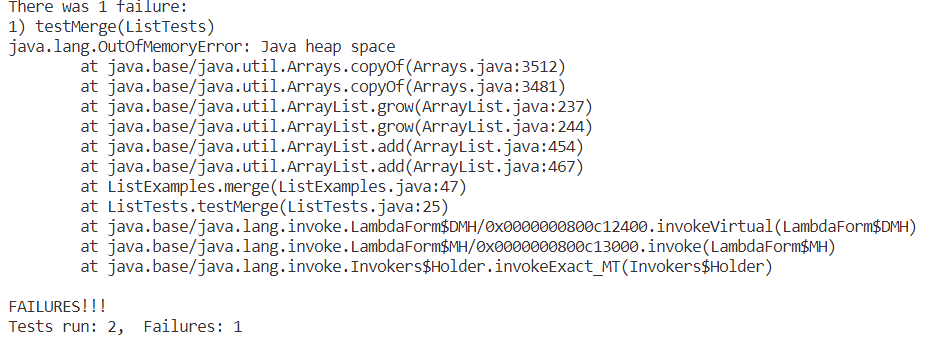 There was 1 failure:
1) testMerge(ListTests)
java.lang.OutOfMemoryError: Java heap space
        at java.base/java.util.Arrays.copyOf(Arrays.java:3512)
        at java.base/java.util.Arrays.copyOf(Arrays.java:3481)
        at java.base/java.util.ArrayList.grow(ArrayList.java:237)
        at java.base/java.util.ArrayList.grow(ArrayList.java:244)
        at java.base/java.util.ArrayList.add(ArrayList.java:454)
        at java.base/java.util.ArrayList.add(ArrayList.java:467)
        at ListExamples.merge(ListExamples.java:47)
        at ListTests.testMerge(ListTests.java:25)
        at java.base/java.lang.invoke.LambdaForm$DMH/0x0000000800c12400.invokeVirtual(LambdaForm$DMH)
        at java.base/java.lang.invoke.LambdaForm$MH/0x0000000800c13000.invoke(LambdaForm$MH)
        at java.base/java.lang.invoke.Invokers$Holder.invokeExact_MT(Invokers$Holder)

FAILURES!!!
Tests run: 2,  Failures: 1